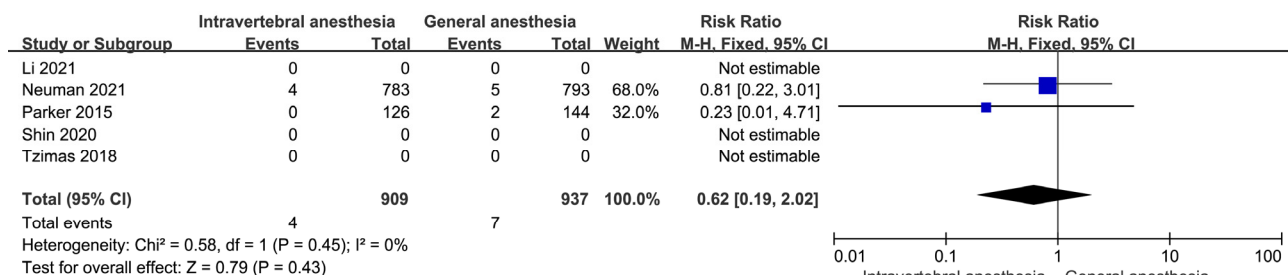 Intravertebral anesthesia General anesthesia Risk Ratio Risk Ratio
Study or Subgroup Events Total Events Total Weight M-H, Fixed, 95% CI M-H, Fixed, 95% CI
Li 2021 0 0 0 0 Not estimable
Neuman 2021 4 783 5 793 68.0% 0.81 [0.22, 3.01]
Parker 2015 0 126 2 144 32.0% 0.23 [0.01, 4.71]
Shin 2020 0 0 0 0 Not estimable
Tzimas 2018 0 0 0 0 Not estimable
Total (95% CI) 909 937 100.0% 0.62 [0.19, 2.02]
Total events 4 7
Heterogeneity: Chi² = 0.58, df = 1 (P = 0.45); I² = 0%
Test for overall effect: Z = 0.79 (P = 0.43)
0.01 0.1 1 10 100
Intravertebral anesthesia General anesthesia